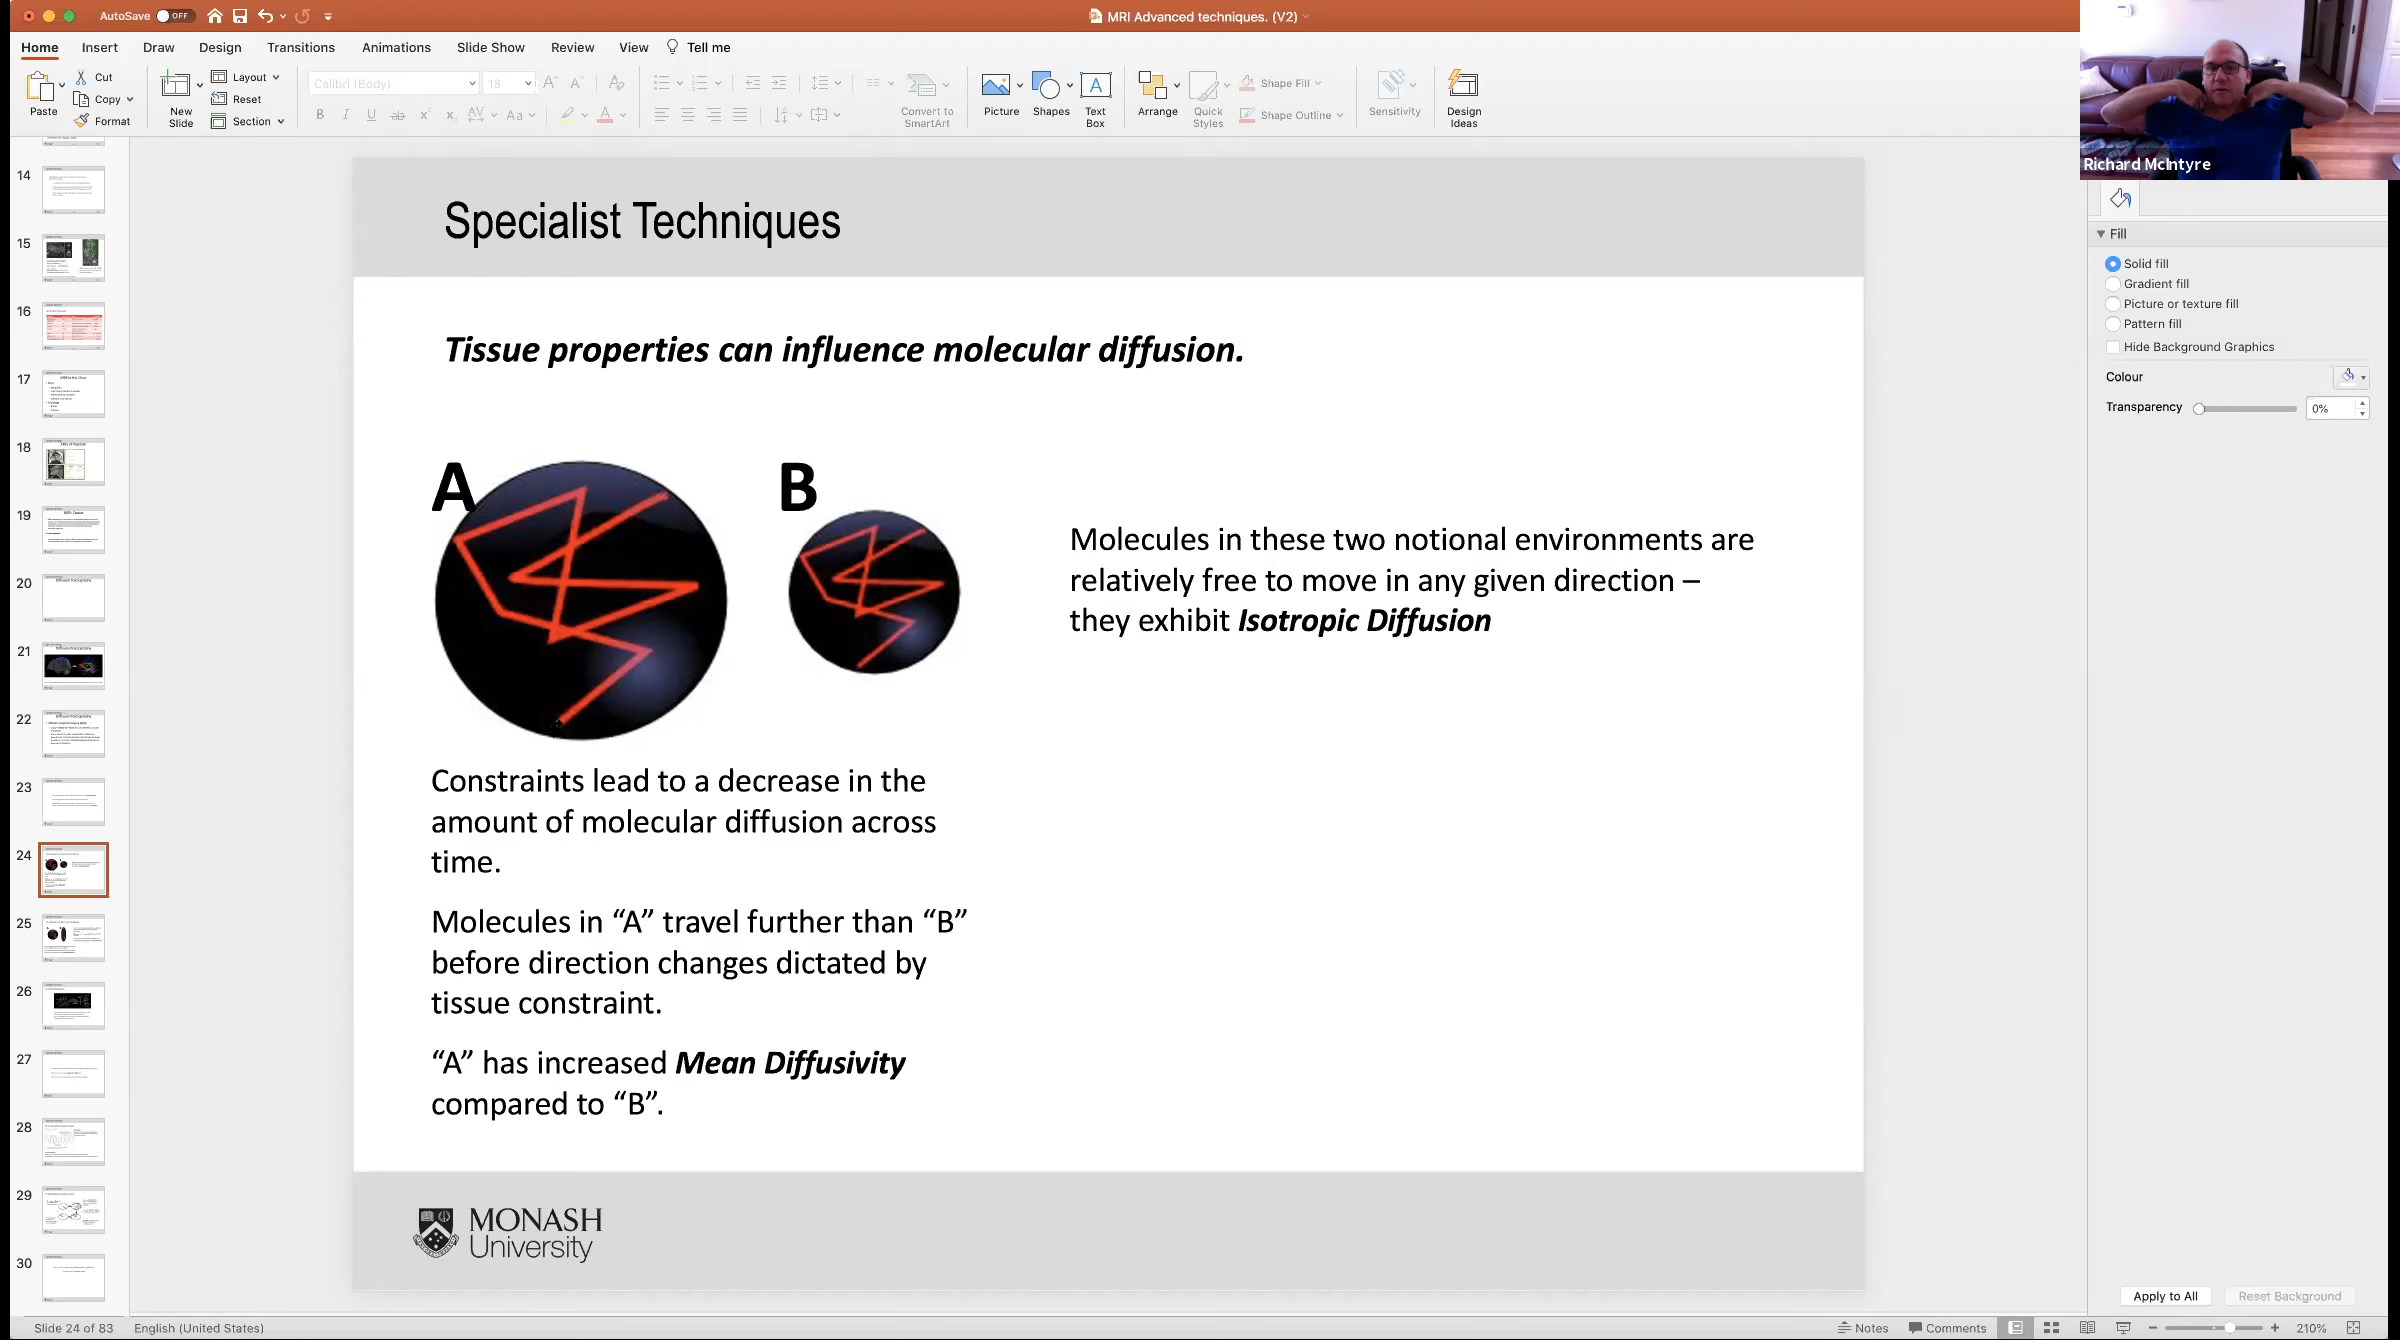 AutoSave OFF
MRI Advanced techniques. (V2)
Home Insert Draw Design Transitions Animations Slide Show Review View Tell me
Paste
Cut
Copy
Format
New
Slide
Layout
Reset
Section
Calibri (Body) 18
Convert to
SmartArt
Picture
Shapes
Text
Box
Arrange
Quick
Styles
Shape Fill
Shape Outline
Sensitivity
Design
Ideas
Richard McIntyre
14
15
16
17
18
19
20
21
22
23
24
25
26
27
28
29
30
Specialist Techniques
Tissue properties can influence molecular diffusion.
A
B
Molecules in these two notional environments are
relatively free to move in any given direction –
they exhibit Isotropic Diffusion
Constraints lead to a decrease in the
amount of molecular diffusion across
time.
Molecules in “A” travel further than “B”
before direction changes dictated by
tissue constraint.
“A” has increased Mean Diffusivity
compared to “B”.
MONASH
University
Fill
Solid fill
Gradient fill
Picture or texture fill
Pattern fill
Hide Background Graphics
Colour
Transparency 0%
Apply to All Reset Background
Slide 24 of 83 English (United States)
Notes Comments 210%